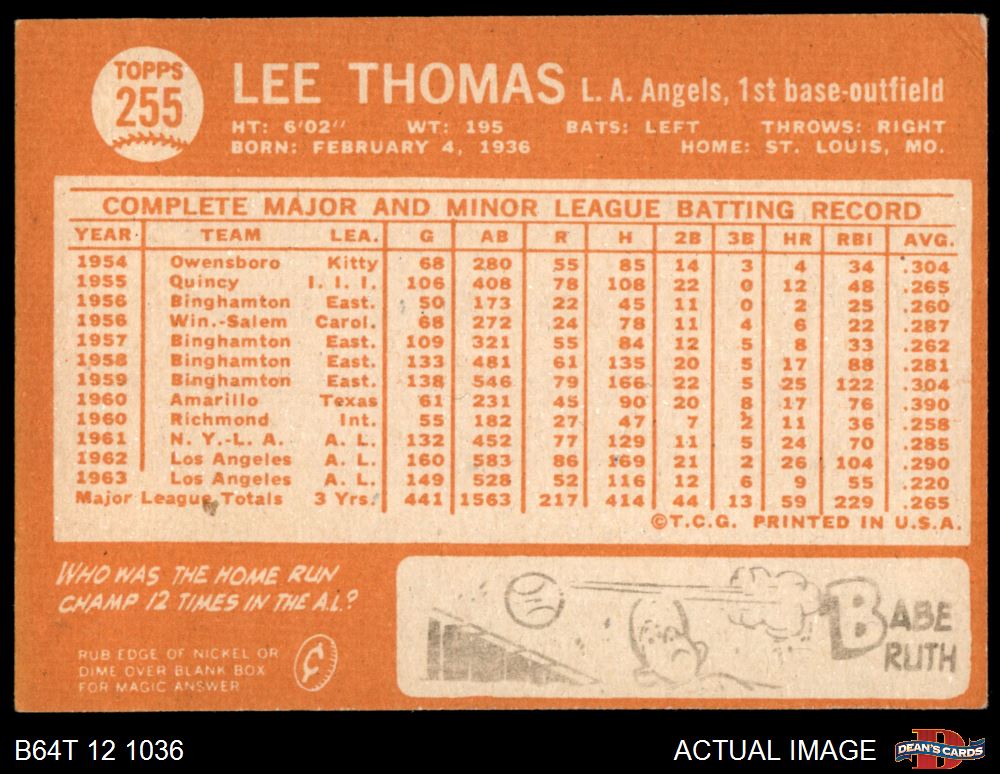 TOPPS
255
LEE THOMAS L. A. Angels, 1st base-outfield
HT: 6'02" WT: 195 BATS: LEFT THROWS: RIGHT
BORN: FEBRUARY 4, 1936 HOME: ST. LOUIS, MO.
COMPLETE MAJOR AND MINOR LEAGUE BATTING RECORD
YEAR TEAM LEA. G AB R H 2B 3B HR RBI AVG.
1954 Owensboro Kitty 68 280 55 85 14 3 4 34 .304
1955 Quincy I. I. I. 106 408 78 108 22 0 12 48 .265
1956 Binghamton East. 50 173 22 45 11 0 2 25 .260
1956 Win.-Salem Carol. 68 272 24 78 11 4 6 22 .287
1957 Binghamton East. 109 321 55 84 12 5 8 33 .262
1958 Binghamton East. 133 481 61 135 20 5 17 88 .281
1959 Binghamton East. 138 546 79 166 22 5 25 122 .304
1960 Amarillo Texas 61 231 45 90 20 8 17 76 .390
1960 Richmond Int. 55 182 27 47 7 2 11 36 .258
1961 N. Y.-L. A. A. L. 132 452 77 129 11 5 24 70 .285
1962 Los Angeles A. L. 160 583 86 169 21 2 26 104 .290
1963 Los Angeles A. L. 149 528 52 116 12 6 9 55 .220
Major League Totals 3 Yrs. 441 1563 217 414 44 13 59 229 .265
©T.C.G. PRINTED IN U.S.A.
WHO WAS THE HOME RUN
CHAMP 12 TIMES IN THE A.L.?
RUB EDGE OF NICKEL OR
DIME OVER BLANK BOX
FOR MAGIC ANSWER
BABE
RUTH
B64T 12 1036
ACTUAL IMAGE
DEAN'S CARDS